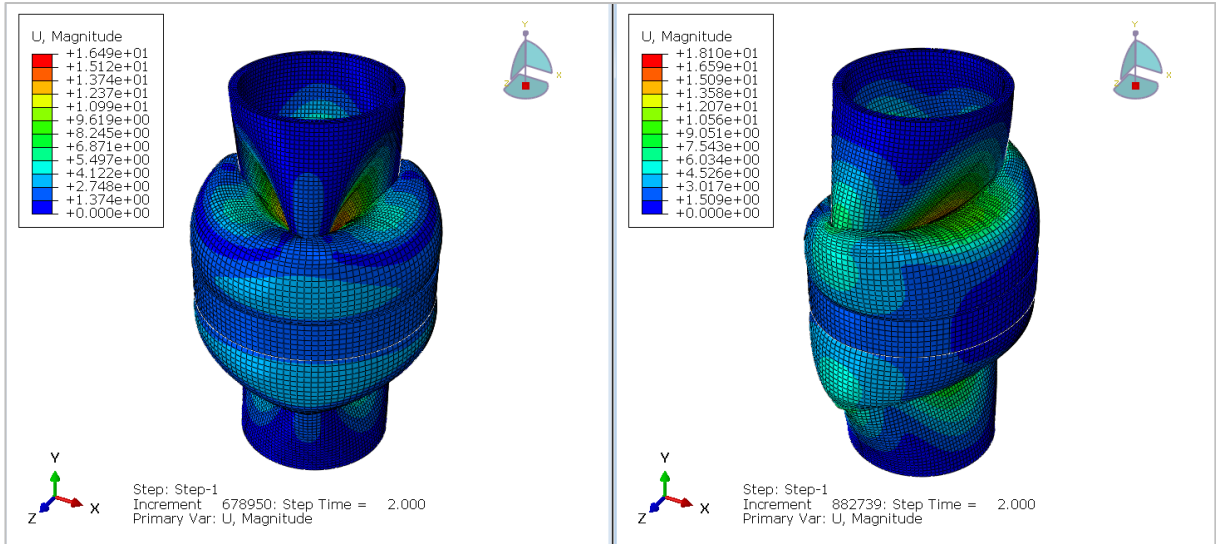 U, Magnitude
+1.649e+01
+1.512e+01
+1.374e+01
+1.237e+01
+1.099e+01
+9.619e+00
+8.245e+00
+6.871e+00
+5.497e+00
+4.122e+00
+2.748e+00
+1.374e+00
+0.000e+00
Y
X
Z
Y
X
Z
Step: Step-1
Increment 678950: Step Time = 2.000
Primary Var: U, Magnitude
U, Magnitude
+1.810e+01
+1.659e+01
+1.509e+01
+1.358e+01
+1.207e+01
+1.056e+01
+9.051e+00
+7.543e+00
+6.034e+00
+4.526e+00
+3.017e+00
+1.509e+00
+0.000e+00
Y
X
Z
Y
X
Z
Step: Step-1
Increment 882739: Step Time = 2.000
Primary Var: U, Magnitude